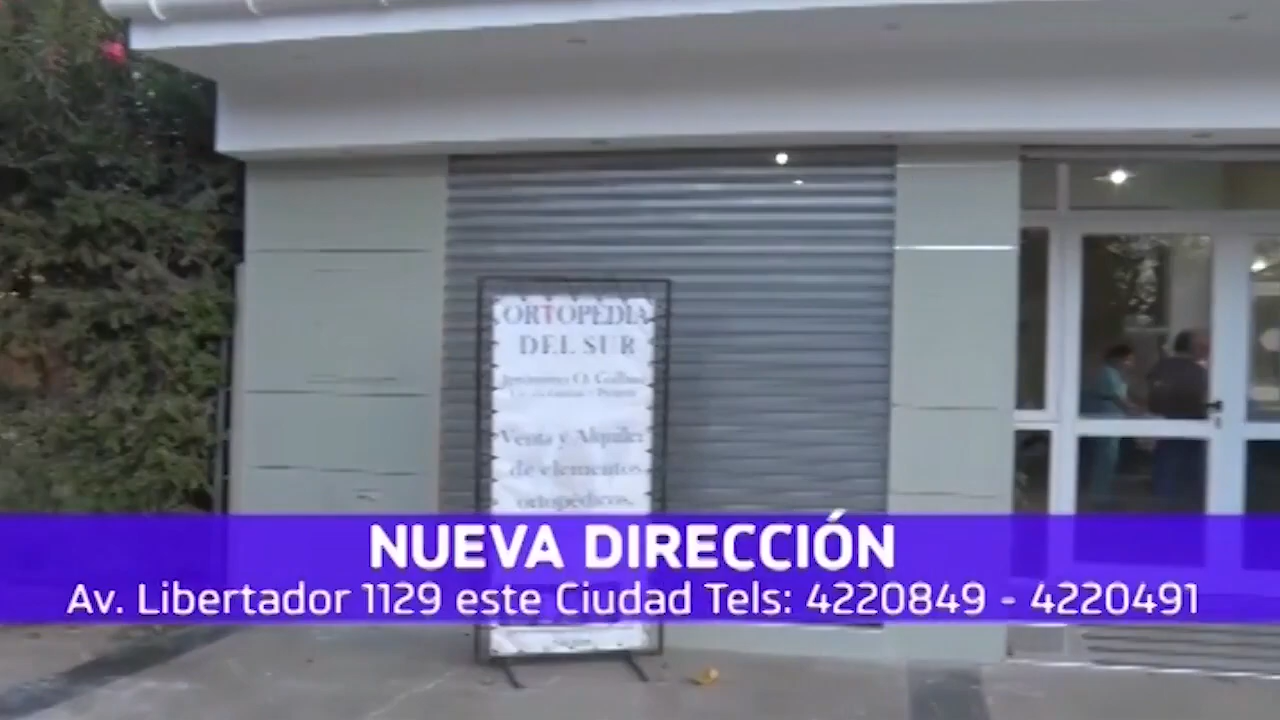 ORTOPEDIA
DEL SUR
Venta y Alquiler
de elementos
ortopédicos.
NUEVA DIRECCIÓN
Av. Libertador 1129 este Ciudad Tels: 4220849 - 4220491